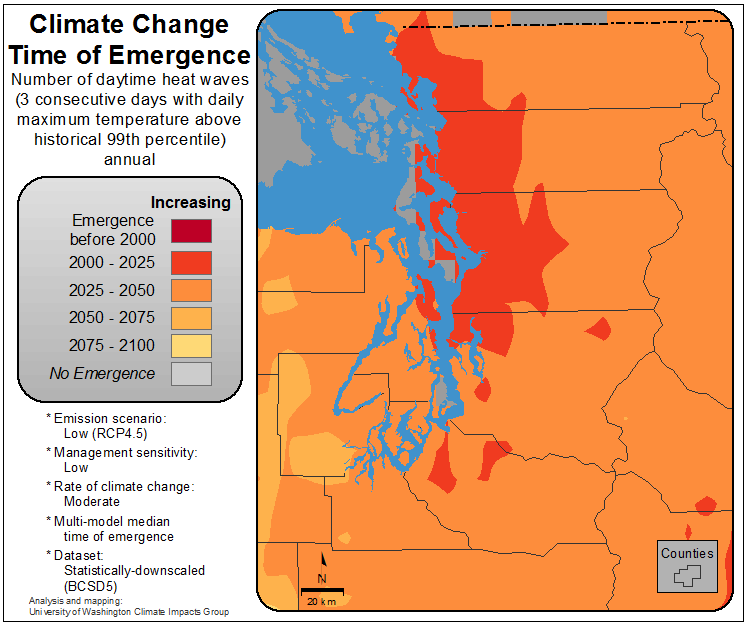 Climate Change
Time of Emergence
Number of daytime heat waves
(3 consecutive days with daily
maximum temperature above
historical 99th percentile)
annual
Increasing
Emergence
before 2000
2000 - 2025
2025 - 2050
2050 - 2075
2075 - 2100
No Emergence
* Emission scenario:
Low (RCP4.5)
* Management sensitivity:
Low
* Rate of climate change:
Moderate
* Multi-model median
time of emergence
* Dataset:
Statistically-downscaled
(BCSD5)
Analysis and mapping:
University of Washington Climate Impacts Group
N
20 km
Counties